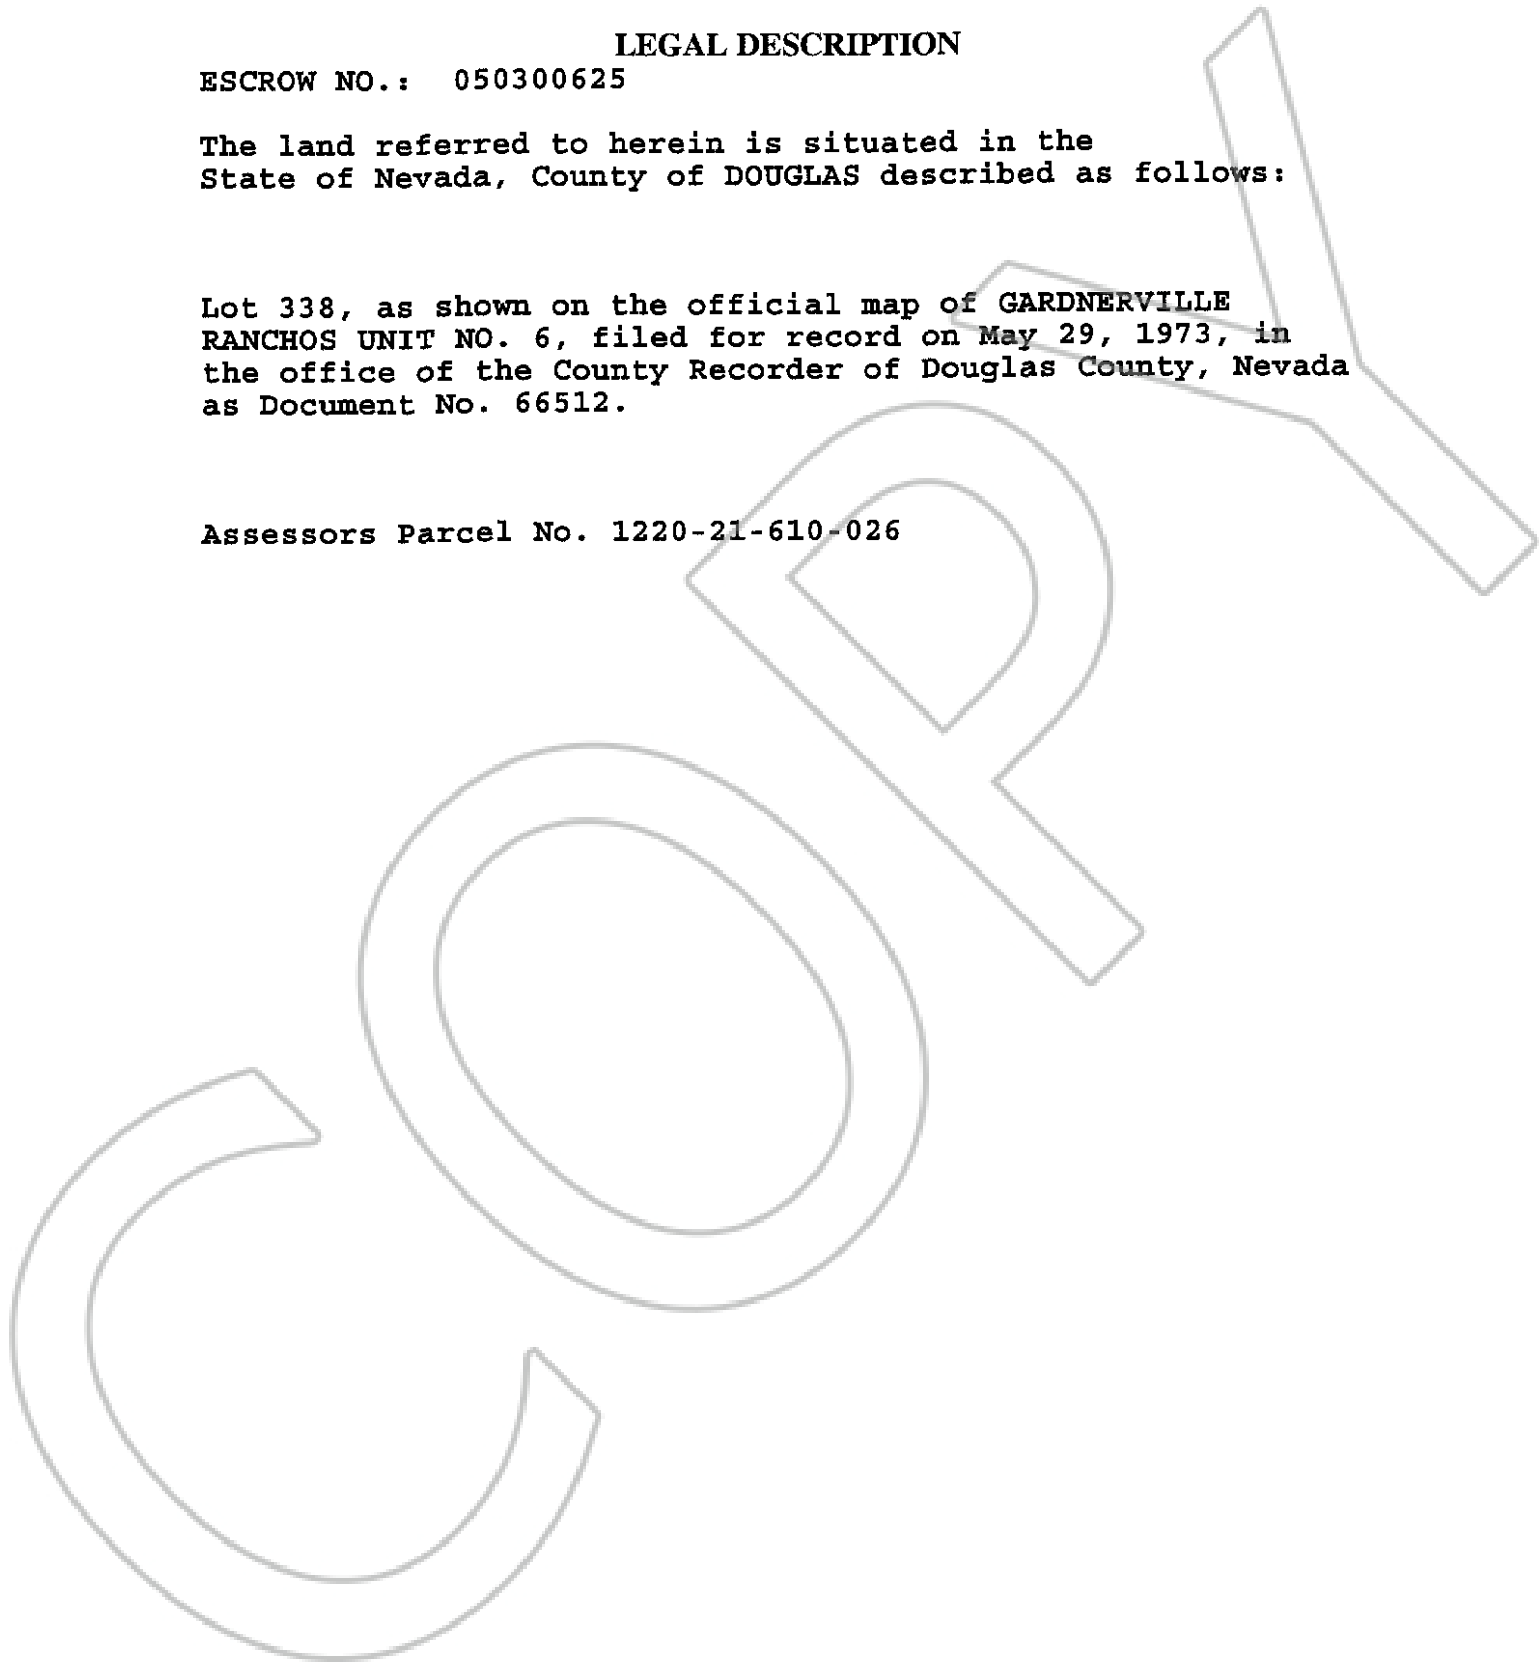 LEGAL DESCRIPTION
ESCROW NO.: 050300625
The land referred to herein is situated in the
State of Nevada, County of DOUGLAS described as follows:
Lot 338, as shown on the official map of GARDNERVILLE
RANCHOS UNIT NO. 6, filed for record on May 29, 1973, in
the office of the County Recorder of Douglas County, Nevada
as Document No. 66512.
Assessors Parcel No. 1220-21-610-026
COPY